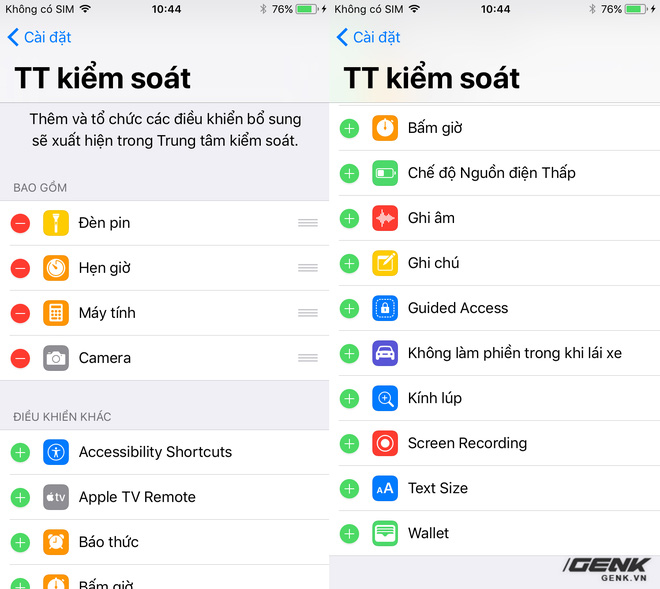 Không có SIM 10:44 76%
Cài đặt
TT kiểm soát
Thêm và tổ chức các điều khiển bổ sung
sẽ xuất hiện trong Trung tâm kiểm soát.
BAO GỒM
Đèn pin
Hẹn giờ
Máy tính
Camera
ĐIỀU KHIỂN KHÁC
Accessibility Shortcuts
tv Apple TV Remote
Báo thức
Bấm giờ
Không có SIM 10:44 76%
Cài đặt
TT kiểm soát
Bấm giờ
Chế độ Nguồn điện Thấp
Ghi âm
Ghi chú
Guided Access
Không làm phiền trong khi lái xe
Kính lúp
Screen Recording
AA Text Size
Wallet
GENK
GENK.VN